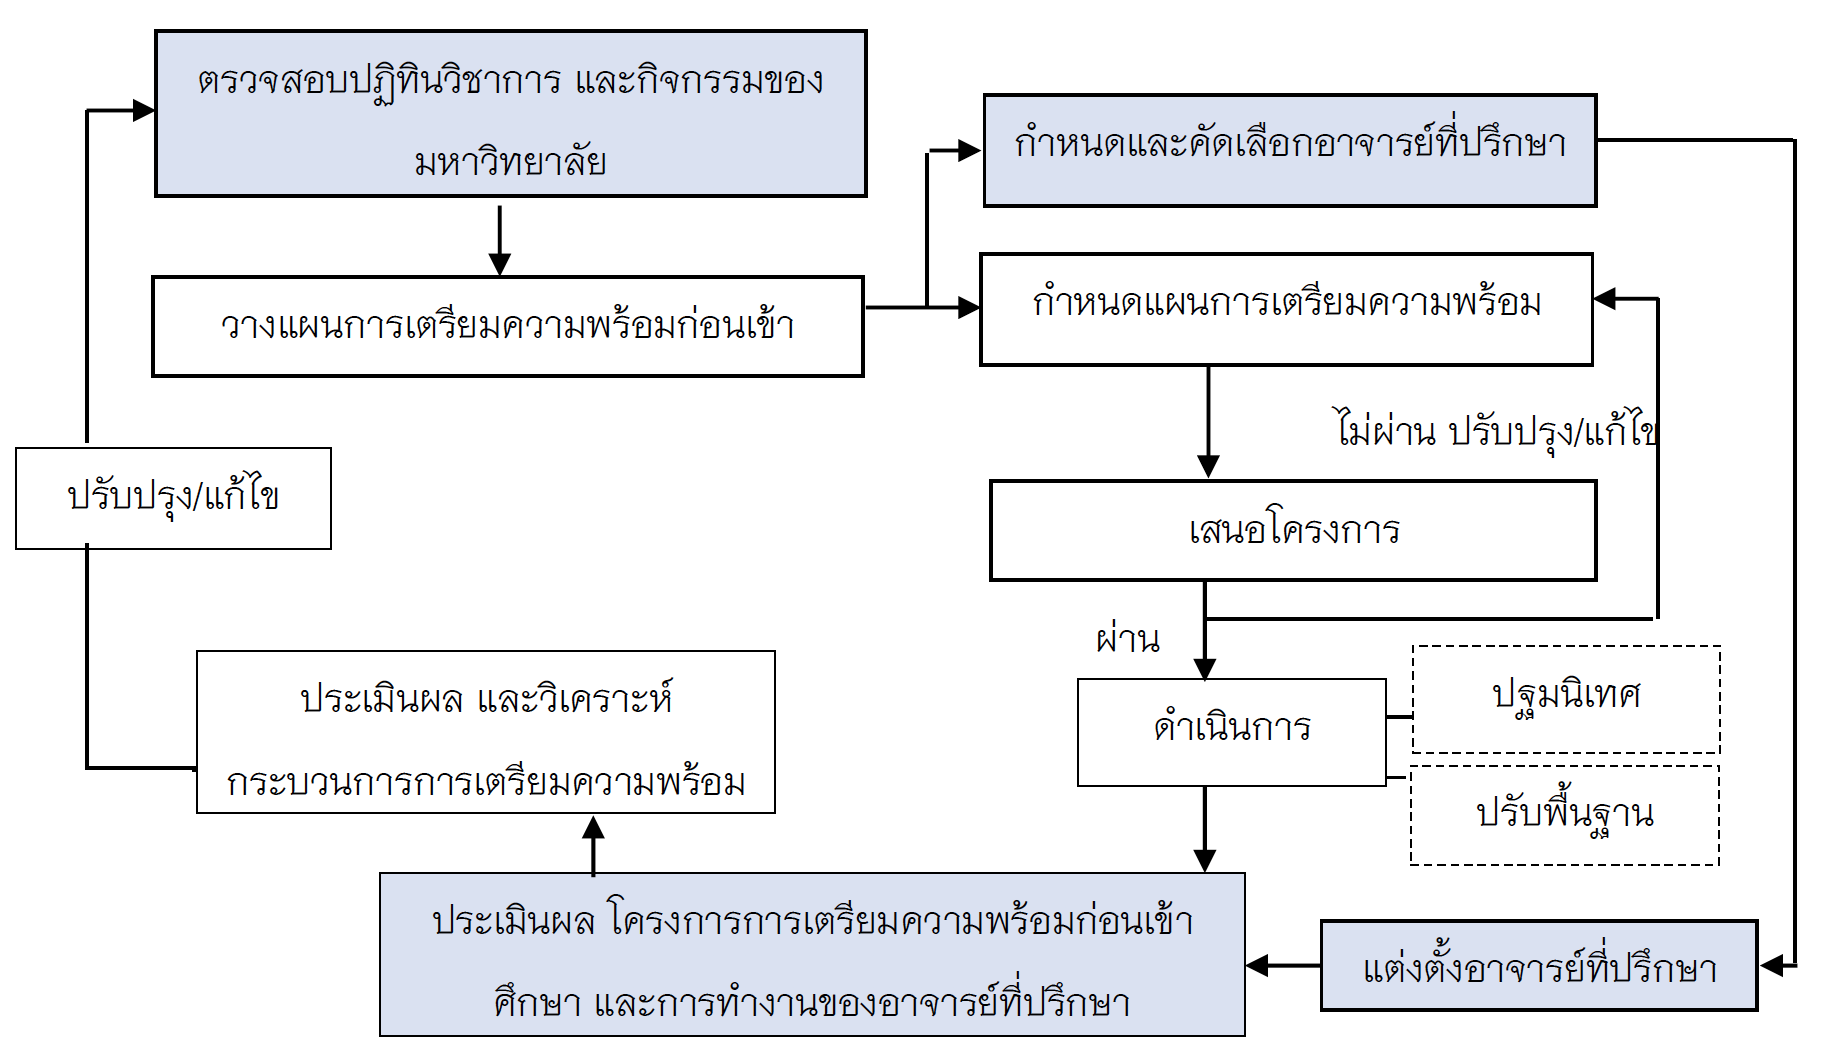 ตรวจสอบปฏิทินวิชาการ และกิจกรรมของ
มหาวิทยาลัย
กำหนดและคัดเลือกอาจารย์ที่ปรึกษา
วางแผนการเตรียมความพร้อมก่อนเข้า
กำหนดแผนการเตรียมความพร้อม
ไม่ผ่าน ปรับปรุง/แก้ไข
ปรับปรุง/แก้ไข
เสนอโครงการ
ผ่าน
ประเมินผล และวิเคราะห์
กระบวนการการเตรียมความพร้อม
ดำเนินการ
ปฐมนิเทศ
ปรับพื้นฐาน
ประเมินผล โครงการการเตรียมความพร้อมก่อนเข้า
ศึกษา และการทำงานของอาจารย์ที่ปรึกษา
แต่งตั้งอาจารย์ที่ปรึกษา